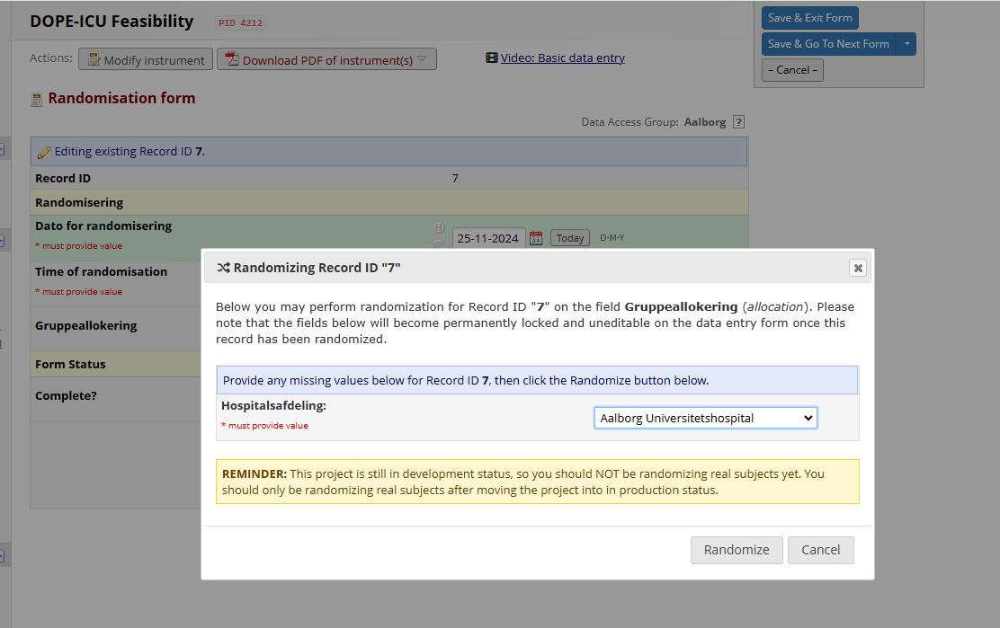 DOPE-ICU Feasibility PID 4212
Save & Exit Form
Save & Go To Next Form
– Cancel –
Actions: Modify instrument Download PDF of instrument(s) Video: Basic data entry
Randomisation form
Data Access Group: Aalborg ?
Editing existing Record ID 7.
Record ID 7
Randomisering
Dato for randomisering
* must provide value
H 25-11-2024 31 Today D-M-Y
Time of randomisation
* must provide value
Gruppeallokering
Form Status
Complete?
Randomizing Record ID "7"
Below you may perform randomization for Record ID "7" on the field Gruppeallokering (allocation). Please
note that the fields below will become permanently locked and uneditable on the data entry form once this
record has been randomized.
Provide any missing values below for Record ID 7, then click the Randomize button below.
Hospitalsafdeling:
* must provide value
Aalborg Universitetshospital
REMINDER: This project is still in development status, so you should NOT be randomizing real subjects yet. You
should only be randomizing real subjects after moving the project into in production status.
Randomize Cancel